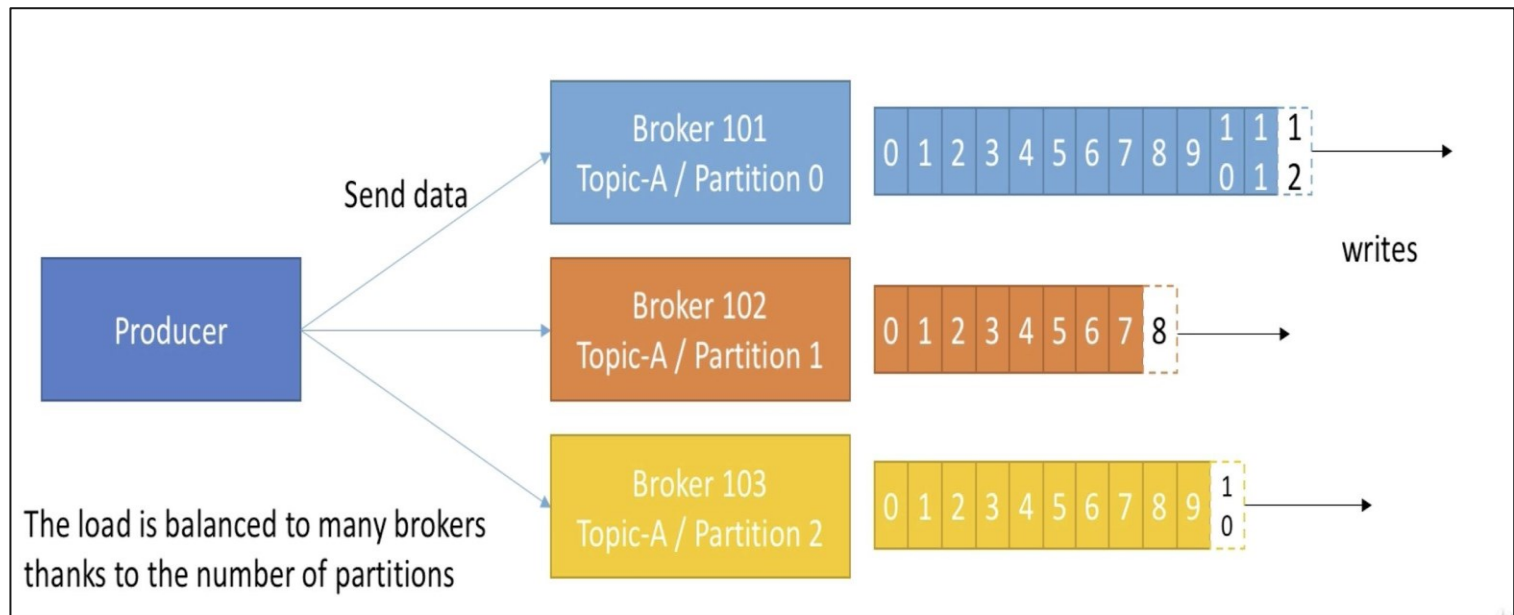 Send data
Producer
The load is balanced to many brokers
thanks to the number of partitions
Broker 101
Topic-A / Partition 0
0 1 2 3 4 5 6 7 8 9 10 11 12
Broker 102
Topic-A / Partition 1
0 1 2 3 4 5 6 7 8
Broker 103
Topic-A / Partition 2
0 1 2 3 4 5 6 7 8 9 10
writes